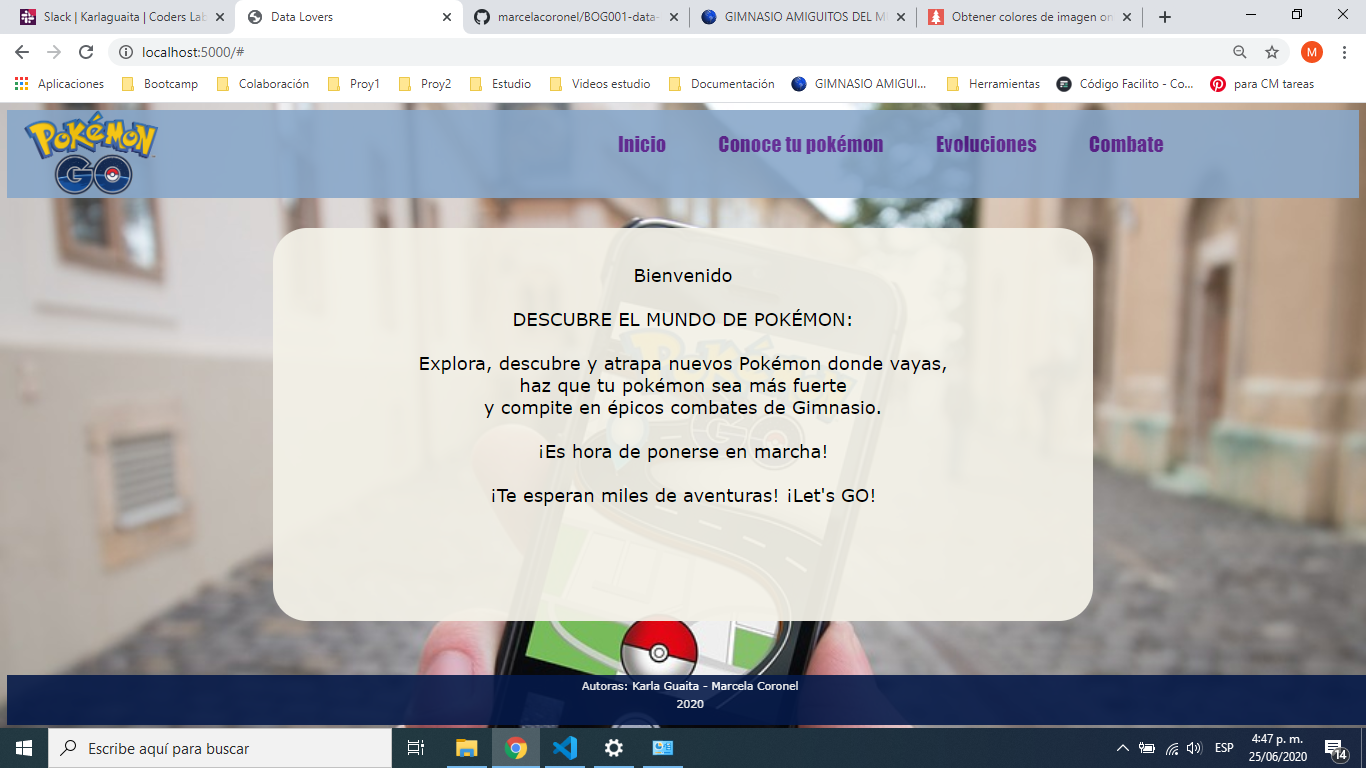 Slack | Karlaguaita | Coders Lab
Data Lovers
marcelacoronel/BOG001-data-
GIMNASIO AMIGUITOS DEL M
Obtener colores de imagen on
localhost:5000/#
M
Aplicaciones
Bootcamp
Colaboración
Proy1
Proy2
Estudio
Videos estudio
Documentación
GIMNASIO AMIGUI...
Herramientas
Código Facilito - Co...
para CM tareas
POKÉMON
GO
Inicio
Conoce tu pokémon
Evoluciones
Combate
Bienvenido
DESCUBRE EL MUNDO DE POKÉMON:
Explora, descubre y atrapa nuevos Pokémon donde vayas,
haz que tu pokémon sea más fuerte
y compite en épicos combates de Gimnasio.
¡Es hora de ponerse en marcha!
¡Te esperan miles de aventuras! ¡Let's GO!
Autoras: Karla Guaita - Marcela Coronel
2020
Escribe aquí para buscar
ESP
4:47 p. m.
25/06/2020
14